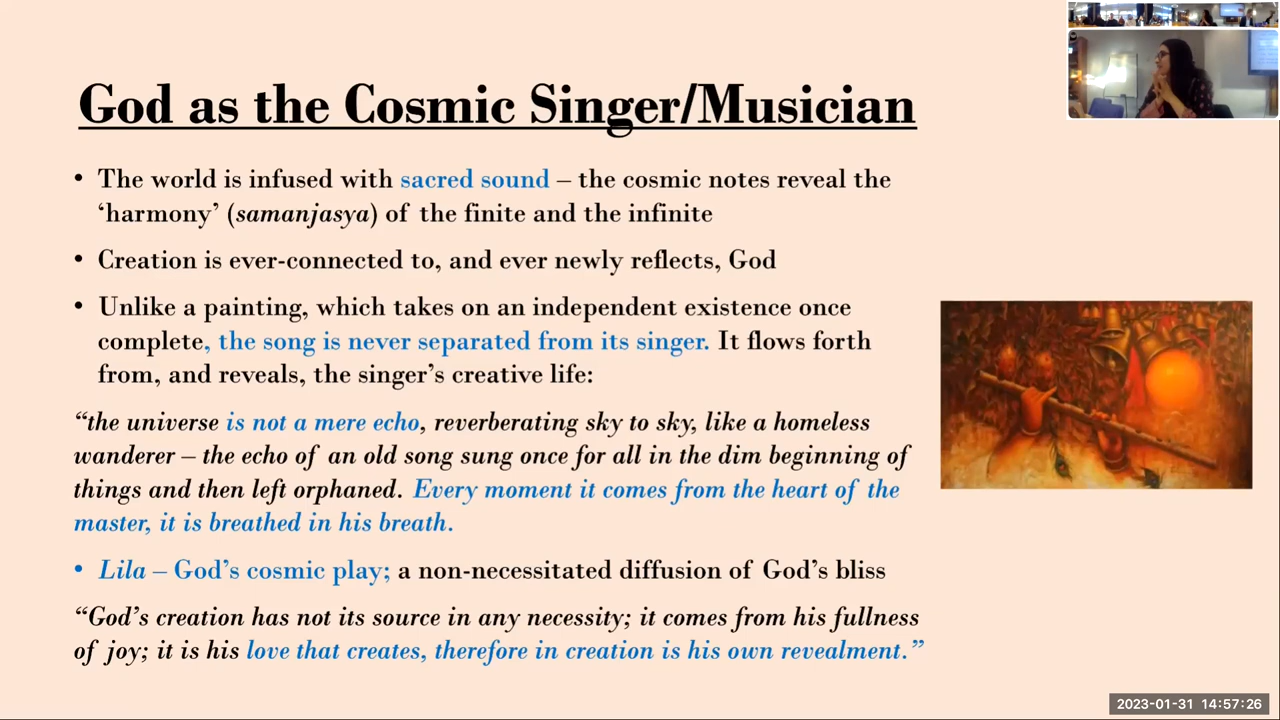 God as the Cosmic Singer/Musician
• The world is infused with sacred sound – the cosmic notes reveal the
‘harmony’ (samanjasya) of the finite and the infinite
• Creation is ever-connected to, and ever newly reflects, God
• Unlike a painting, which takes on an independent existence once
complete, the song is never separated from its singer. It flows forth
from, and reveals, the singer’s creative life:
“the universe is not a mere echo, reverberating sky to sky, like a homeless
wanderer – the echo of an old song sung once for all in the dim beginning of
things and then left orphaned. Every moment it comes from the heart of the
master, it is breathed in his breath.
• Lila – God’s cosmic play; a non-necessitated diffusion of God’s bliss
“God’s creation has not its source in any necessity; it comes from his fullness
of joy; it is his love that creates, therefore in creation is his own revealment.”
2023-01-31 14:57:26